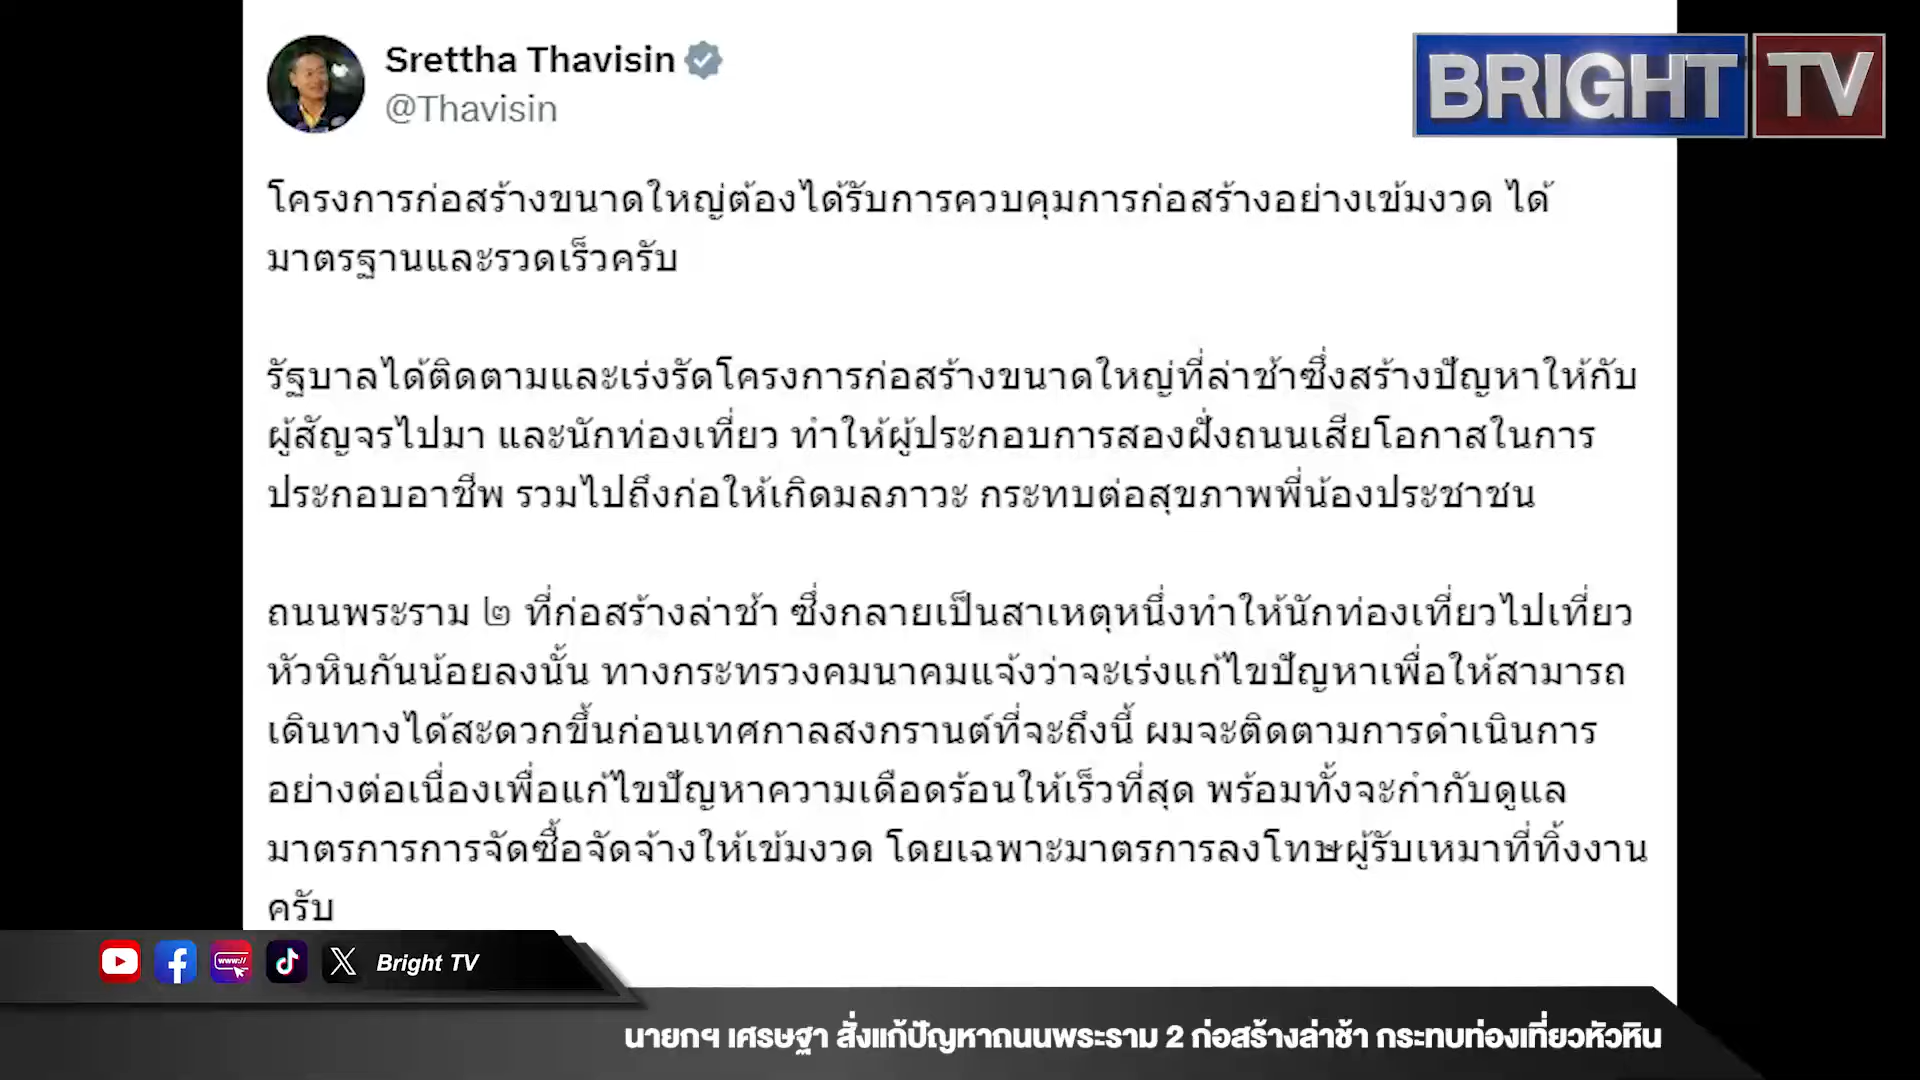 Srettha Thavisin
@Thavisin
BRIGHT TV
โครงการก่อสร้างขนาดใหญ่ต้องได้รับการควบคุมการก่อสร้างอย่างเข้มงวด ได้
มาตรฐานและรวดเร็วครับ
รัฐบาลได้ติดตามและเร่งรัดโครงการก่อสร้างขนาดใหญ่ที่ล่าช้าซึ่งสร้างปัญหาให้กับ
ผู้สัญจรไปมา และนักท่องเที่ยว ทำให้ผู้ประกอบการสองฝั่งถนนเสียโอกาสในการ
ประกอบอาชีพ รวมไปถึงก่อให้เกิดมลภาวะ กระทบต่อสุขภาพพี่น้องประชาชน
ถนนพระราม ๒ ที่ก่อสร้างล่าช้า ซึ่งกลายเป็นสาเหตุหนึ่งทำให้นักท่องเที่ยวไปเที่ยว
หัวหินกันน้อยลงนั้น ทางกระทรวงคมนาคมแจ้งว่าจะเร่งแก้ไขปัญหาเพื่อให้สามารถ
เดินทางได้สะดวกขึ้นก่อนเทศกาลสงกรานต์ที่จะถึงนี้ ผมจะติดตามการดำเนินการ
อย่างต่อเนื่องเพื่อแก้ไขปัญหาความเดือดร้อนให้เร็วที่สุด พร้อมทั้งจะกำกับดูแล
มาตรการการจัดซื้อจัดจ้างให้เข้มงวด โดยเฉพาะมาตรการลงโทษผู้รับเหมาที่ทิ้งงาน
ครับ
www:// Bright TV
นายกฯ เศรษฐา สั่งแก้ปัญหาถนนพระราม 2 ก่อสร้างล่าช้า กระทบท่องเที่ยวหัวหิน